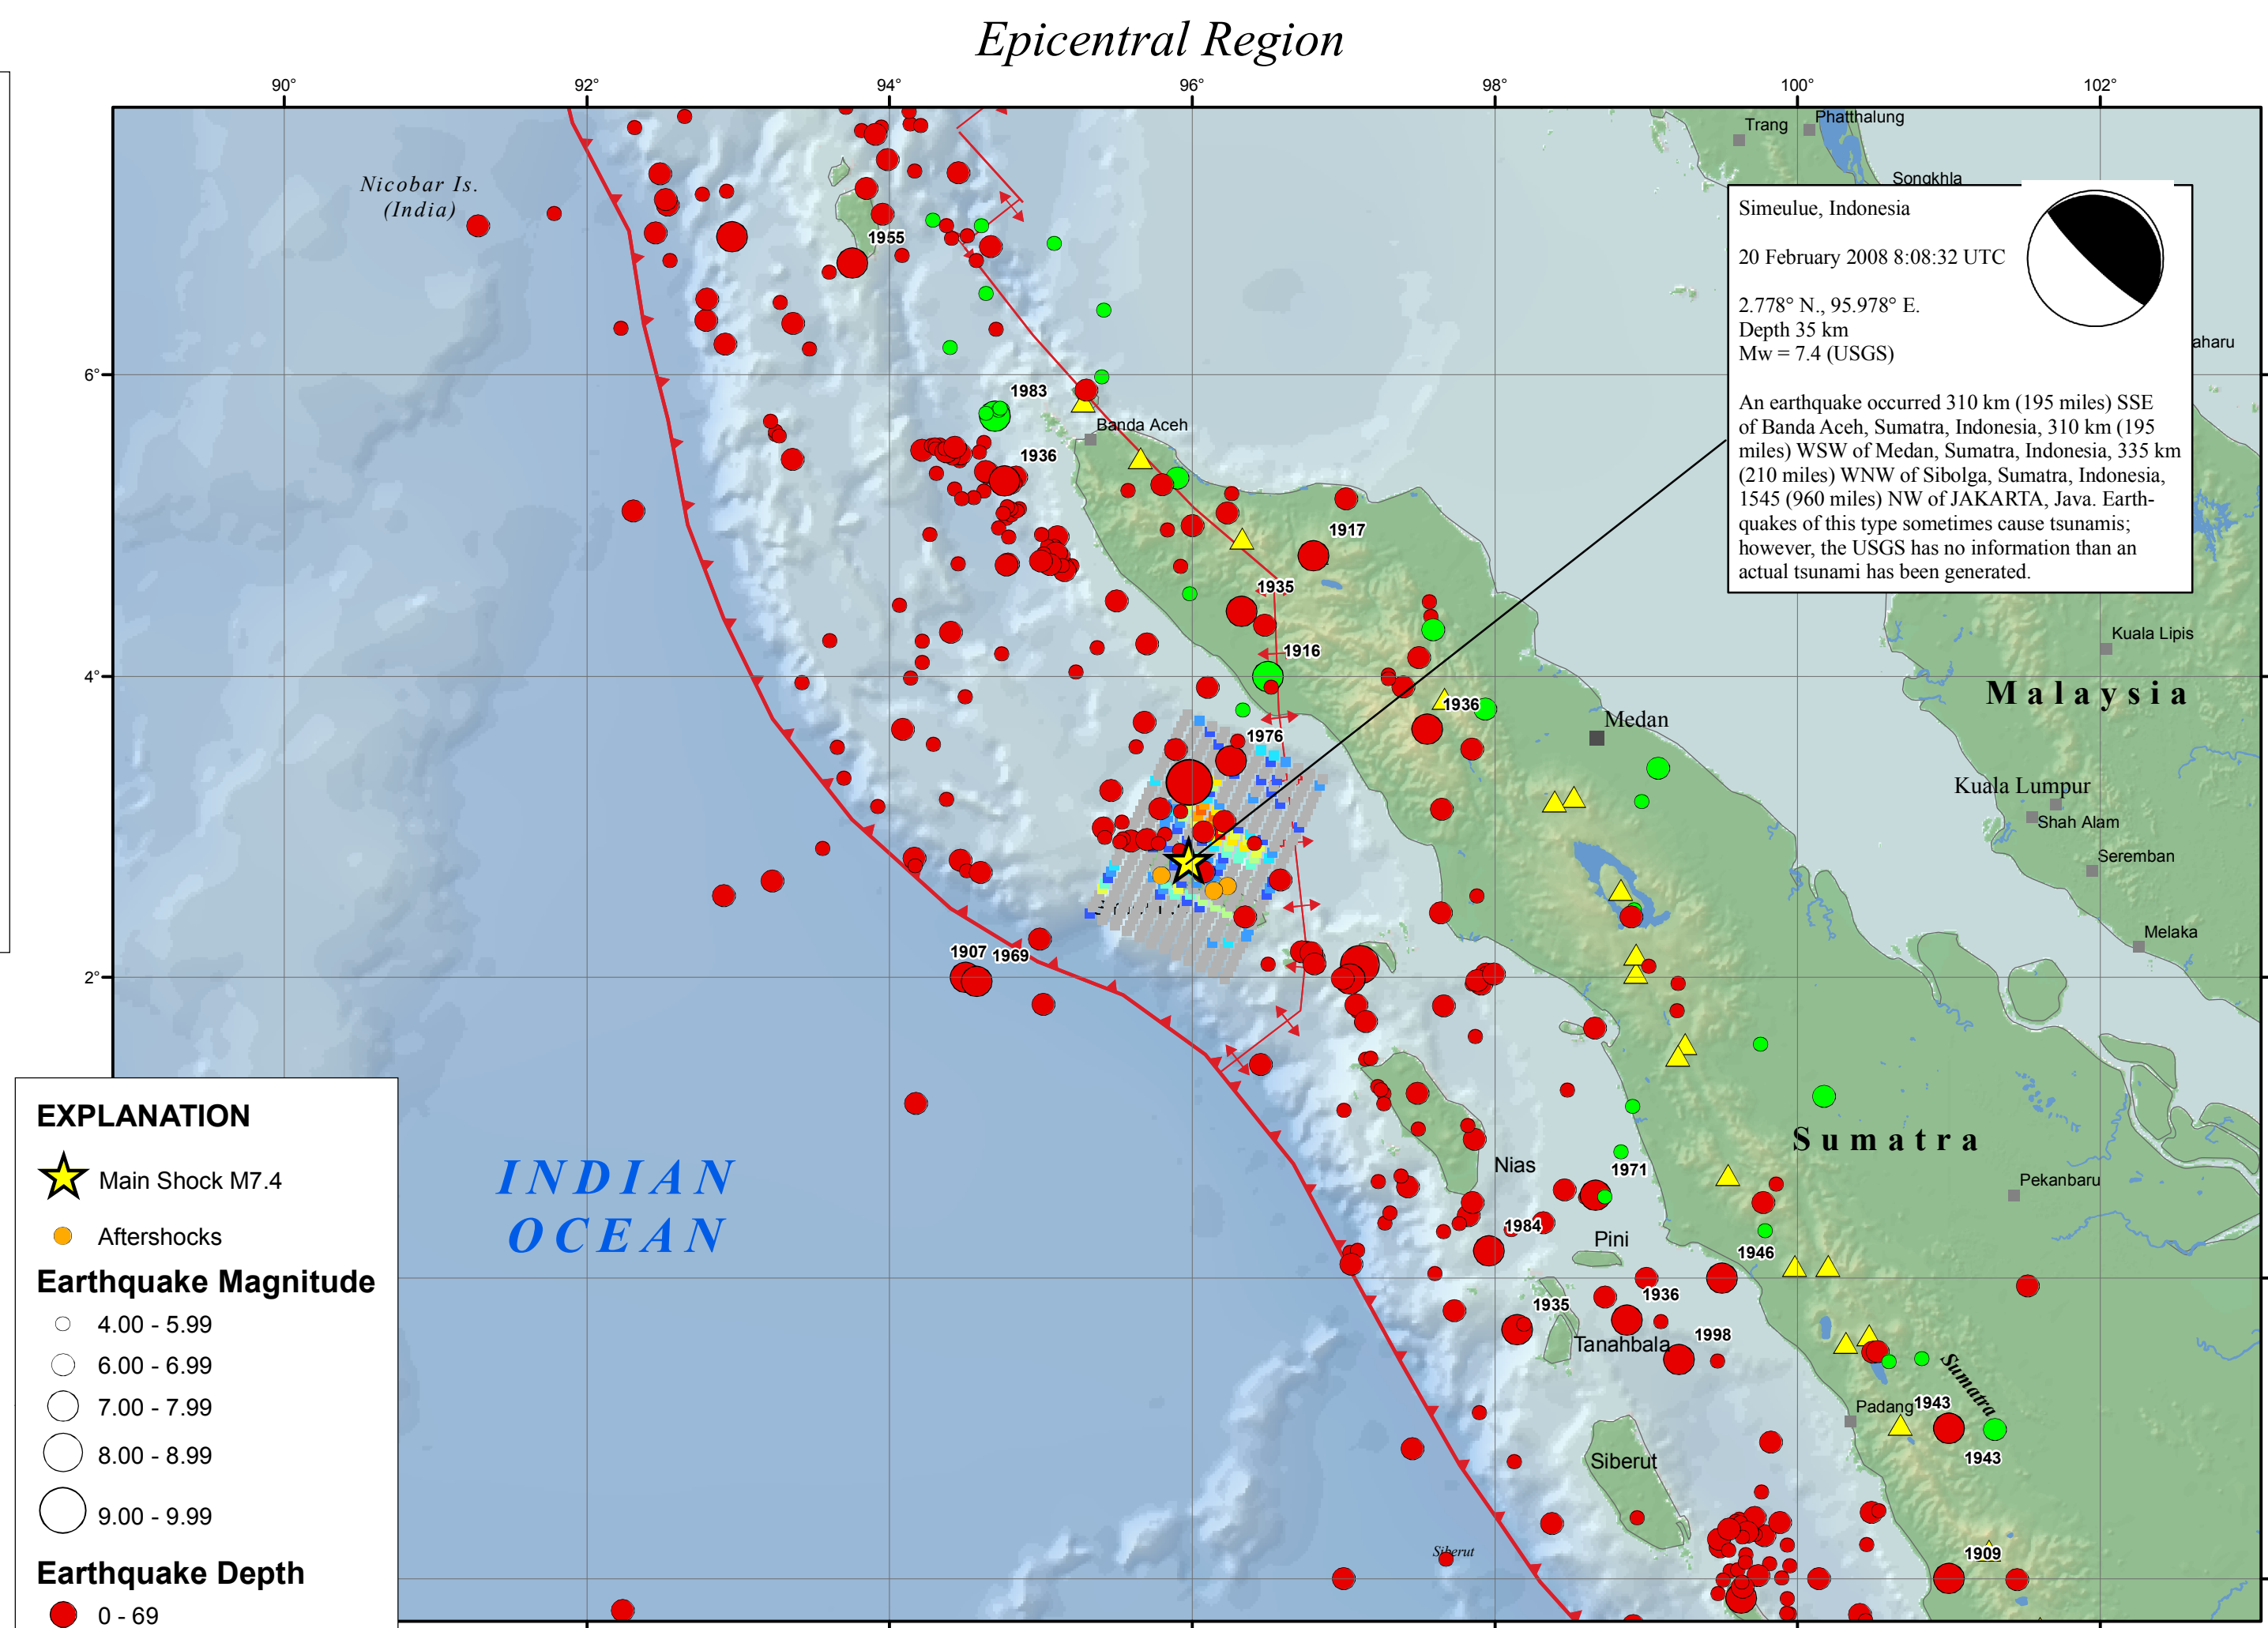 Epicentral Region
90°
92°
94°
96°
98°
100°
102°
6°
4°
2°
Nicobar Is.
(India)
Trang
Phatthalung
Songkhla
Simeulue, Indonesia
20 February 2008 8:08:32 UTC
2.778° N., 95.978° E.
Depth 35 km
Mw = 7.4 (USGS)
An earthquake occurred 310 km (195 miles) SSE
of Banda Aceh, Sumatra, Indonesia, 310 km (195
miles) WSW of Medan, Sumatra, Indonesia, 335 km
(210 miles) WNW of Sibolga, Sumatra, Indonesia,
1545 (960 miles) NW of JAKARTA, Java. Earth-
quakes of this type sometimes cause tsunamis;
however, the USGS has no information than an
actual tsunami has been generated.
aharu
1955
1983
Banda Aceh
1936
1917
1935
1916
1936
1976
Medan
Kuala Lipis
Malaysia
Kuala Lumpur
Shah Alam
Seremban
Melaka
1907
1969
Sumatra
Pekanbaru
INDIAN
OCEAN
Nias
1971
1984
Pini
1946
1935
1936
Tanahbala
1998
Sumatra
Padang
1943
1943
Siberut
Siberut
1909
EXPLANATION
Main Shock M7.4
Aftershocks
Earthquake Magnitude
4.00 - 5.99
6.00 - 6.99
7.00 - 7.99
8.00 - 8.99
9.00 - 9.99
Earthquake Depth
0 - 69